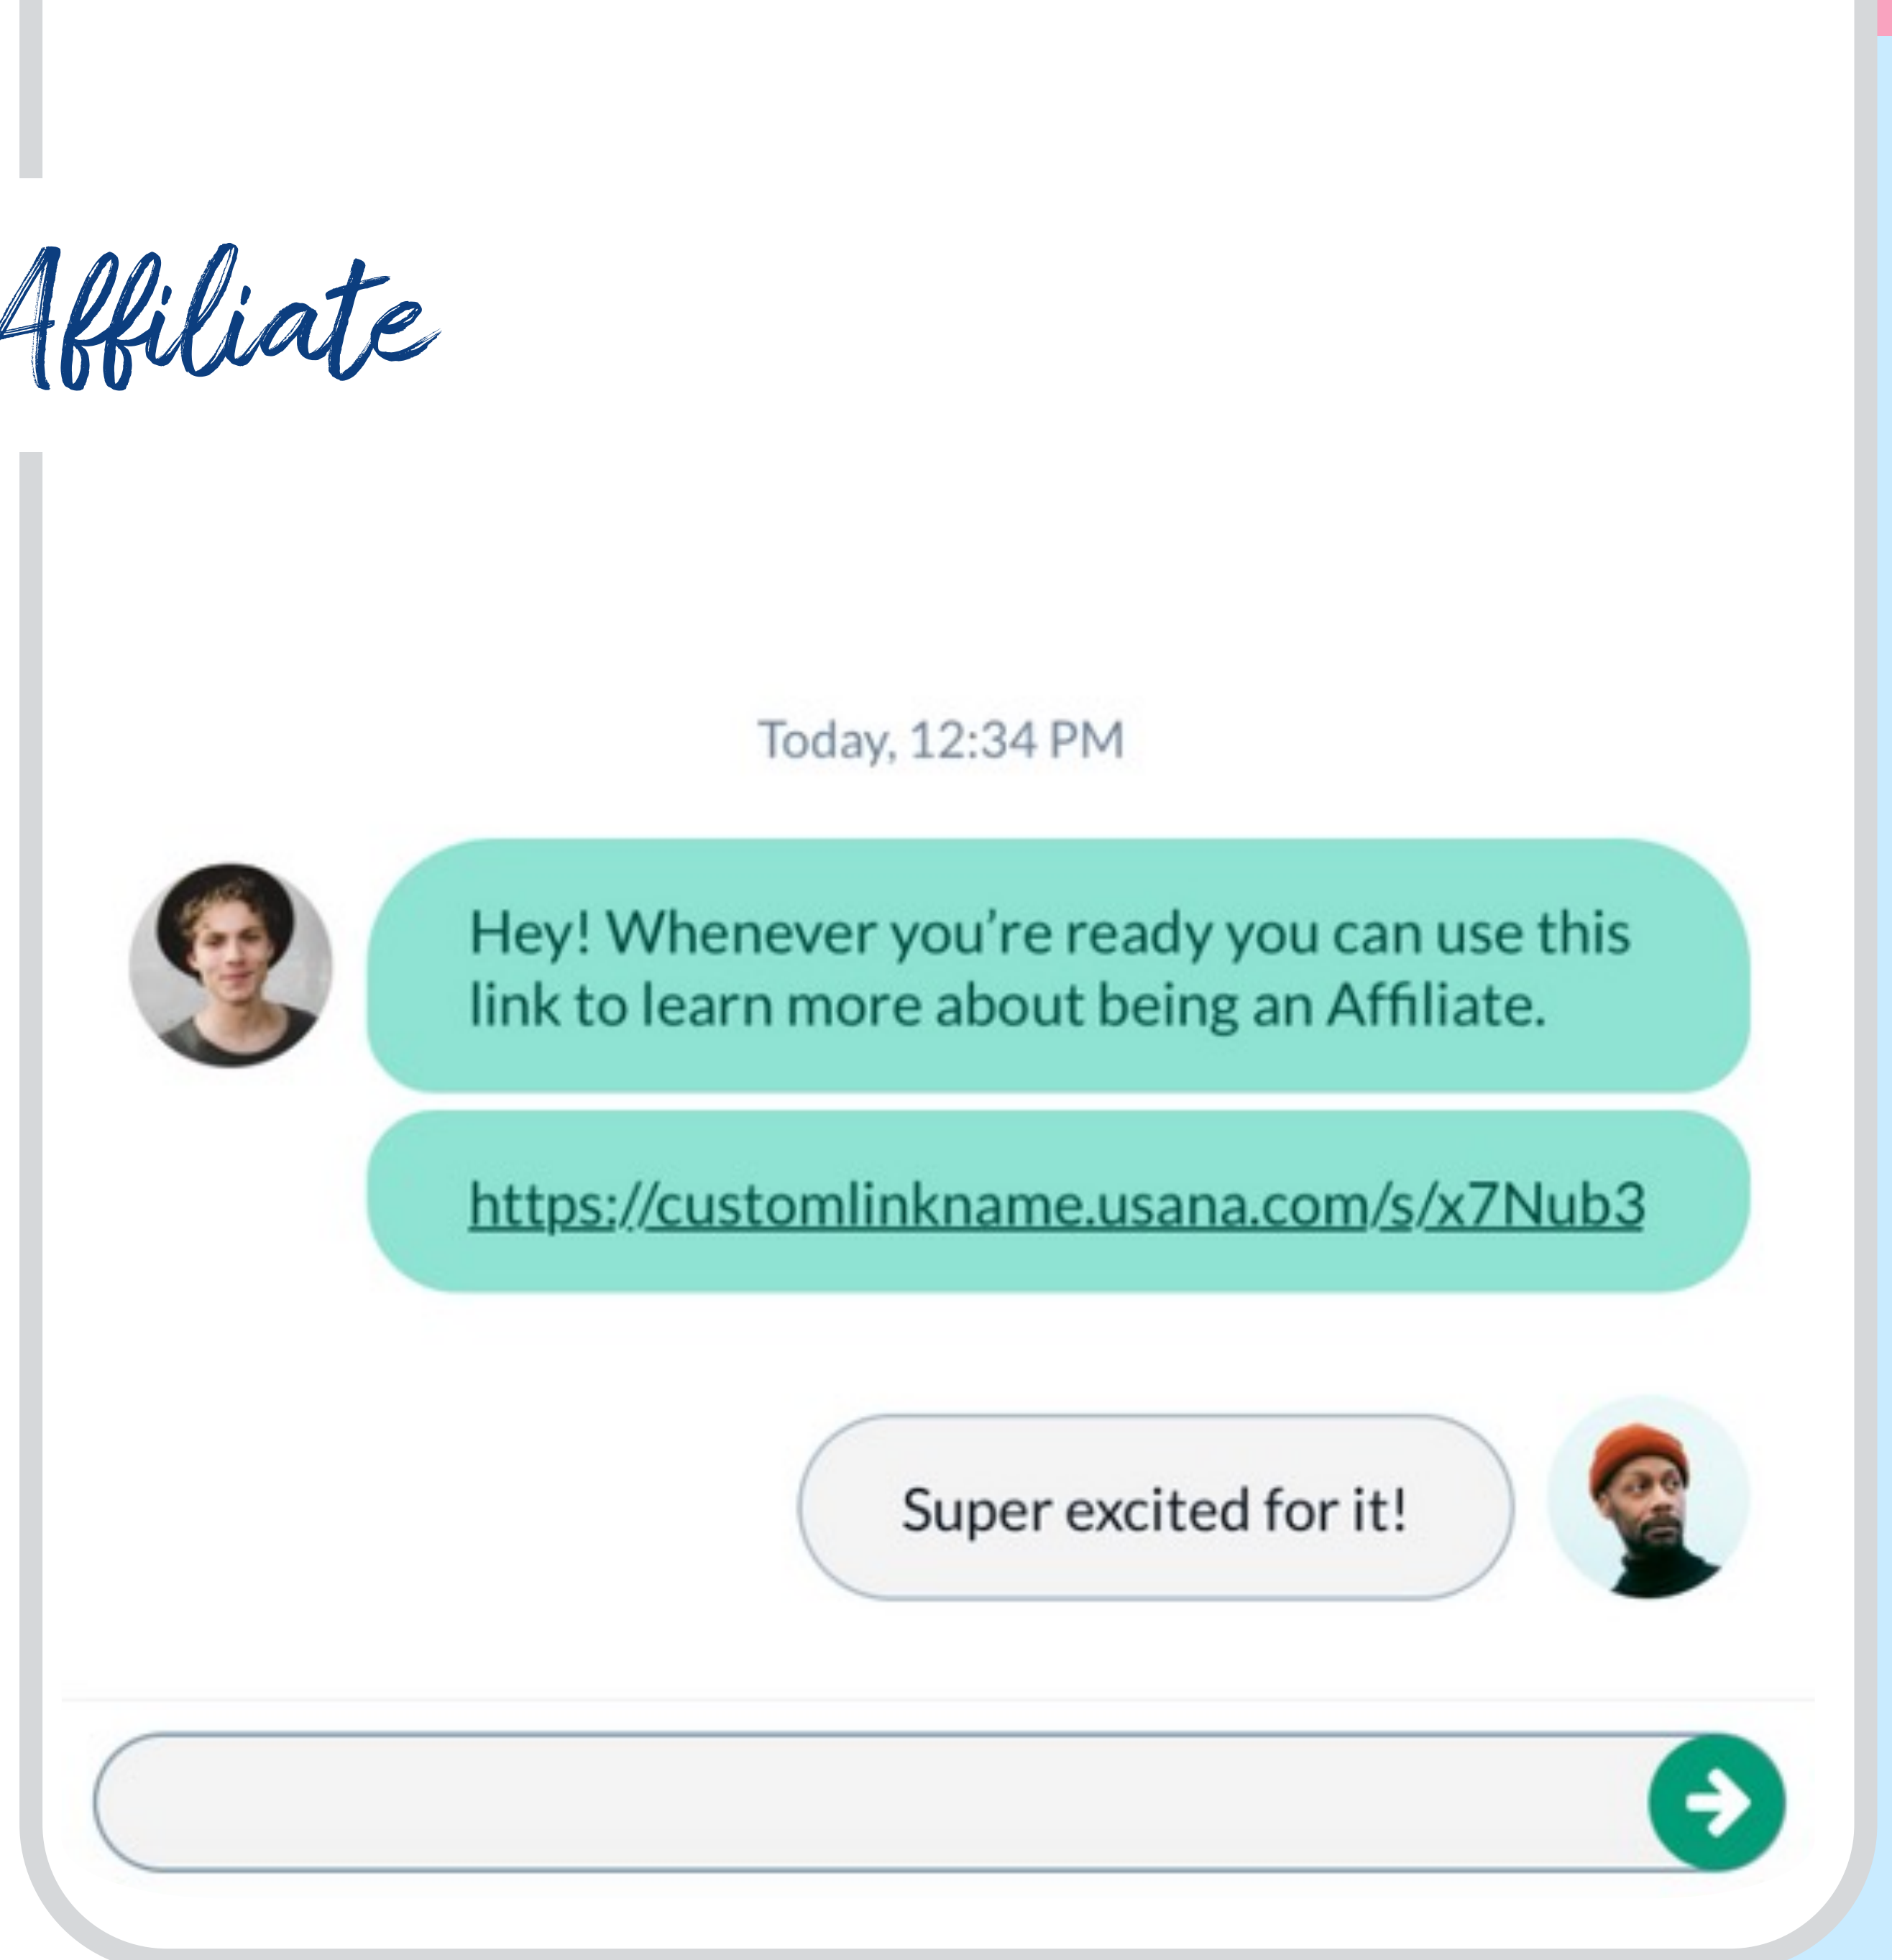 Affiliate
Today, 12:34 PM
Hey! Whenever you’re ready you can use this
link to learn more about being an Affiliate.
https://customlinkname.usana.com/s/x7Nub3
Super excited for it!